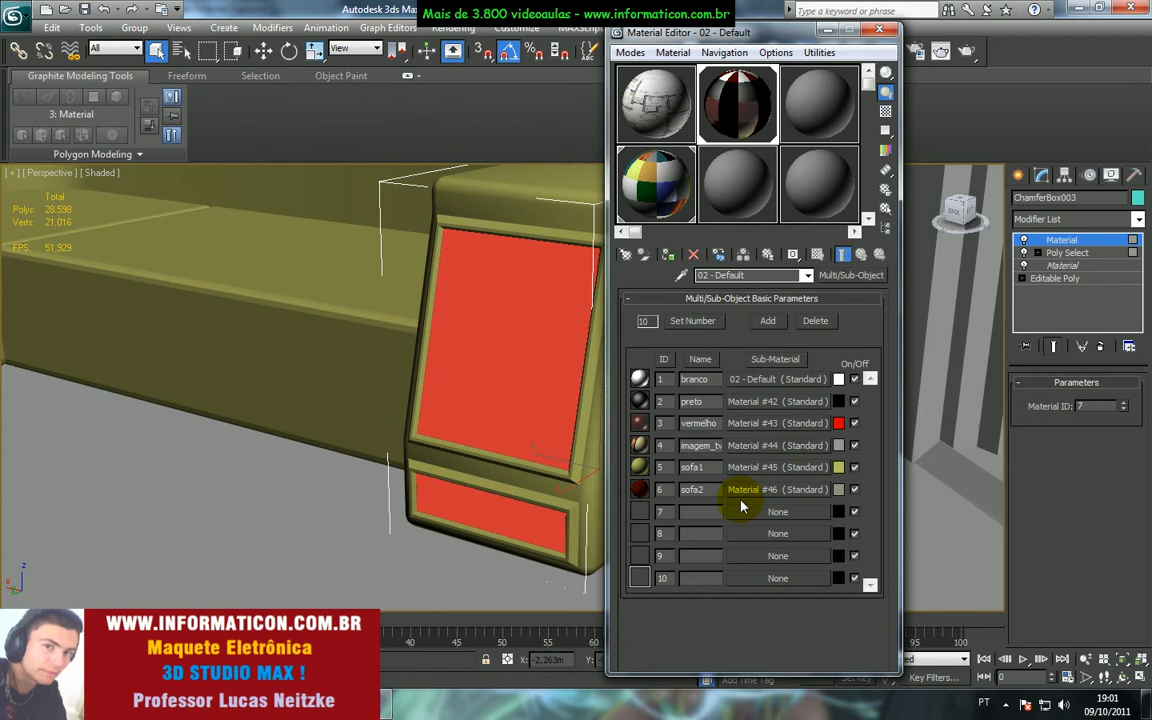 Autodesk 3ds Ma
Mais de 3.800 videoaulas - www.informaticon.com.br
Type a keyword or phrase
Edit Tools Group Views Create Modifiers Animation Graph Editors Rendering Customize MAXScript
All
View
Graphite Modeling Tools Freeform Selection Object Paint
3: Material
Polygon Modeling
[ + ] [ Perspective ] [ Shaded ]
Total
Polys: 28.598
Verts: 21.016
FPS: 51,929
Material Editor - 02 - Default
Modes Material Navigation Options Utilities
02 - Default
Multi/Sub-Object
Multi/Sub-Object Basic Parameters
10 Set Number Add Delete
ID Name Sub-Material On/Off
1 branco 02 - Default ( Standard )
2 preto Material #42 ( Standard )
3 vermelho Material #43 ( Standard )
4 imagem_tv Material #44 ( Standard )
5 sofa1 Material #45 ( Standard )
6 sofa2 Material #46 ( Standard )
7 None
8 None
9 None
10 None
ChamferBox003
Modifier List
Material
Poly Select
Material
Editable Poly
Parameters
Material ID: 7
WWW.INFORMATICON.COM.BR
Maquete Eletrônica
3D STUDIO MAX !
Professor Lucas Neitzke
40 45 50 55 60 95 100
X: -2,263m
Add Time Tag
Set Key
Key Filters...
0
PT
19:01
09/10/2011